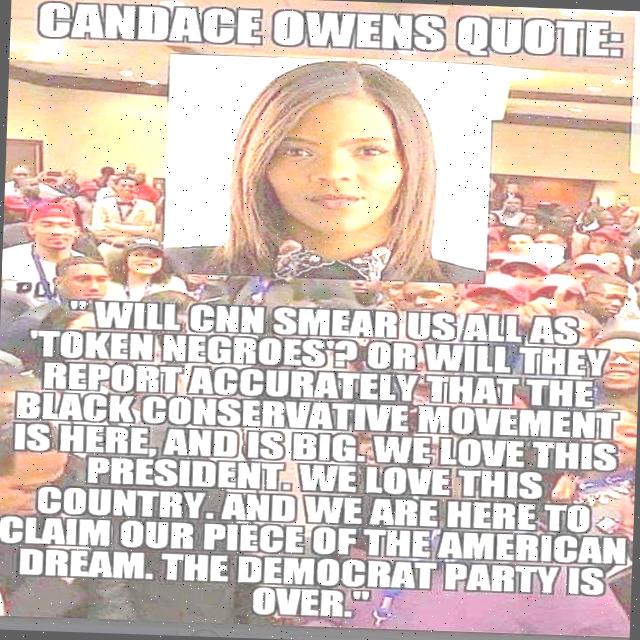 CANDACE OWENS QUOTE:
" WILL CNN SMEAR US ALL AS
'TOKEN NEGROES'? OR WILL THEY
REPORT ACCURATELY THAT THE
BLACK CONSERVATIVE MOVEMENT
IS HERE, AND IS BIG. WE LOVE THIS
PRESIDENT. WE LOVE THIS
COUNTRY. AND WE ARE HERE TO
CLAIM OUR PIECE OF THE AMERICAN
DREAM. THE DEMOCRAT PARTY IS
OVER."